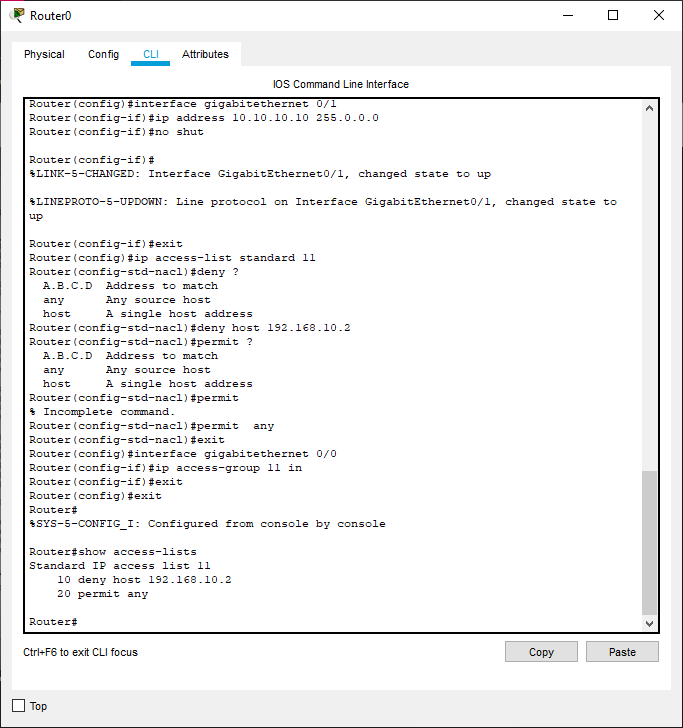 Router0
Physical Config CLI Attributes
IOS Command Line Interface
Router(config)#interface gigabitethernet 0/1
Router(config-if)#ip address 10.10.10.10 255.0.0.0
Router(config-if)#no shut
Router(config-if)#
%LINK-5-CHANGED: Interface GigabitEthernet0/1, changed state to up
%LINEPROTO-5-UPDOWN: Line protocol on Interface GigabitEthernet0/1, changed state to
up
Router(config-if)#exit
Router(config)#ip access-list standard 11
Router(config-std-nacl)#deny ?
A.B.C.D Address to match
any Any source host
host A single host address
Router(config-std-nacl)#deny host 192.168.10.2
Router(config-std-nacl)#permit ?
A.B.C.D Address to match
any Any source host
host A single host address
Router(config-std-nacl)#permit
% Incomplete command.
Router(config-std-nacl)#permit  any
Router(config-std-nacl)#exit
Router(config)#interface gigabitethernet 0/0
Router(config-if)#ip access-group 11 in
Router(config-if)#exit
Router(config)#exit
Router#
%SYS-5-CONFIG_I: Configured from console by console
Router#show access-lists
Standard IP access list 11
10 deny host 192.168.10.2
20 permit any
Router#
Ctrl+F6 to exit CLI focus
Copy Paste
Top